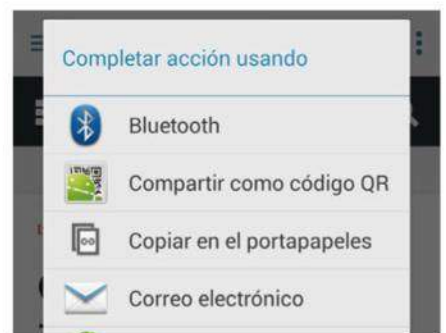 Completar acción usando
Bluetooth
Compartir como código QR
Copiar en el portapapeles
Correo electrónico